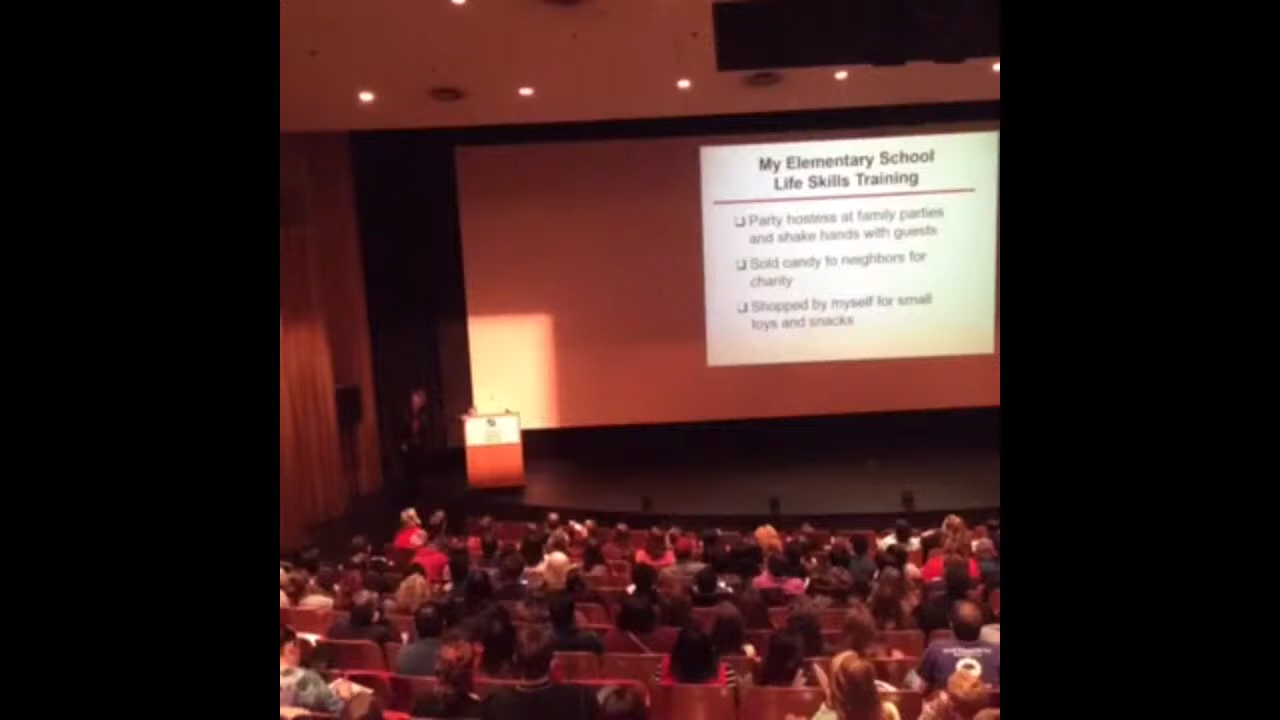 My Elementary School
Life Skills Training
❑ Party hostess at family parties
and shake hands with guests
❑ Sold candy to neighbors for
charity
❑ Shopped by myself for small
toys and snacks